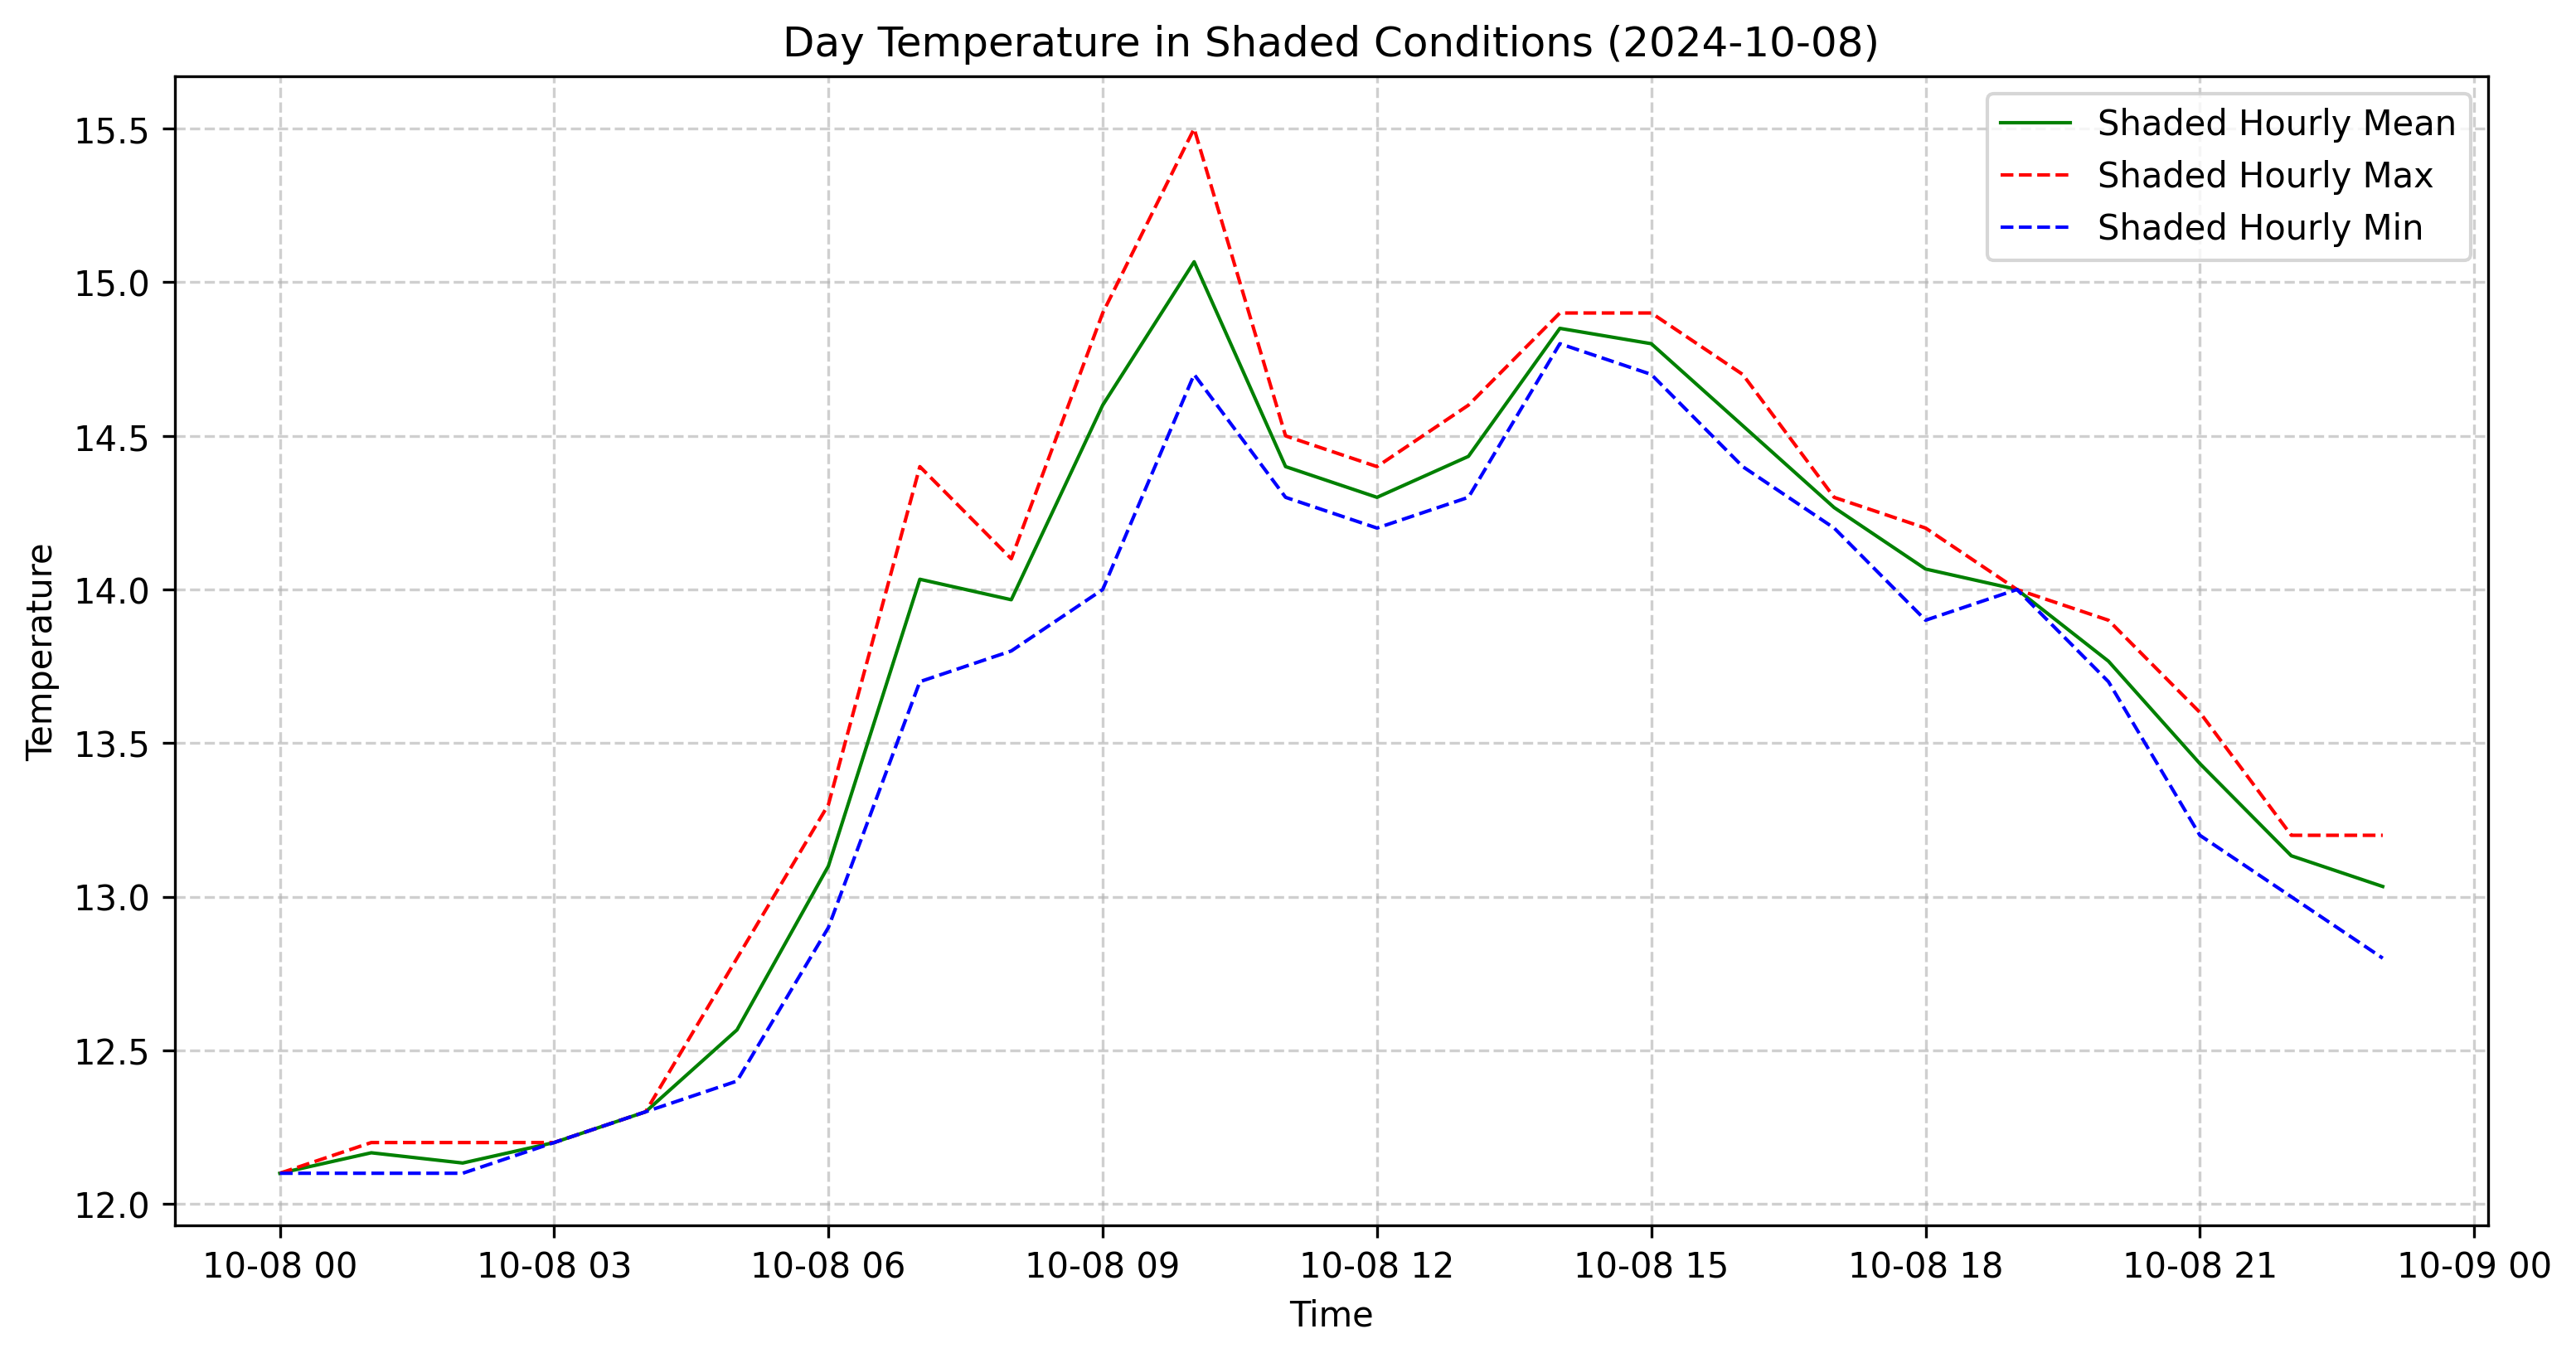 Day Temperature in Shaded Conditions (2024-10-08)
Shaded Hourly Mean
Shaded Hourly Max
Shaded Hourly Min
15.5
15.0
14.5
14.0
13.5
13.0
12.5
12.0
Temperature
10-08 00
10-08 03
10-08 06
10-08 09
10-08 12
10-08 15
10-08 18
10-08 21
10-09 00
Time